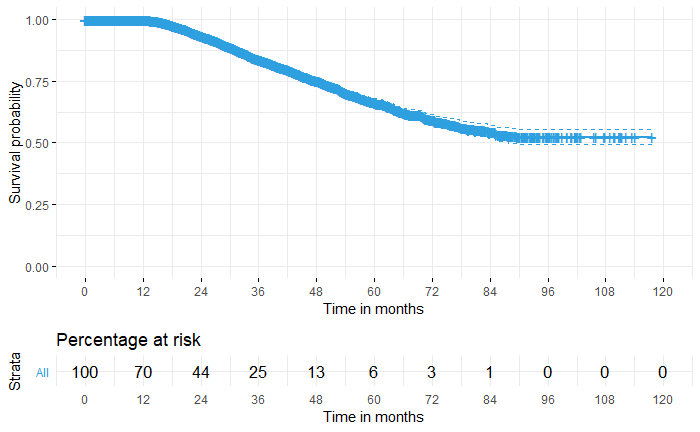 1.00
0.75
0.50
0.25
0.00
Survival probability
0 12 24 36 48 60 72 84 96 108 120
Time in months
Percentage at risk
Strata
All 100 70 44 25 13 6 3 1 0 0 0
0 12 24 36 48 60 72 84 96 108 120
Time in months